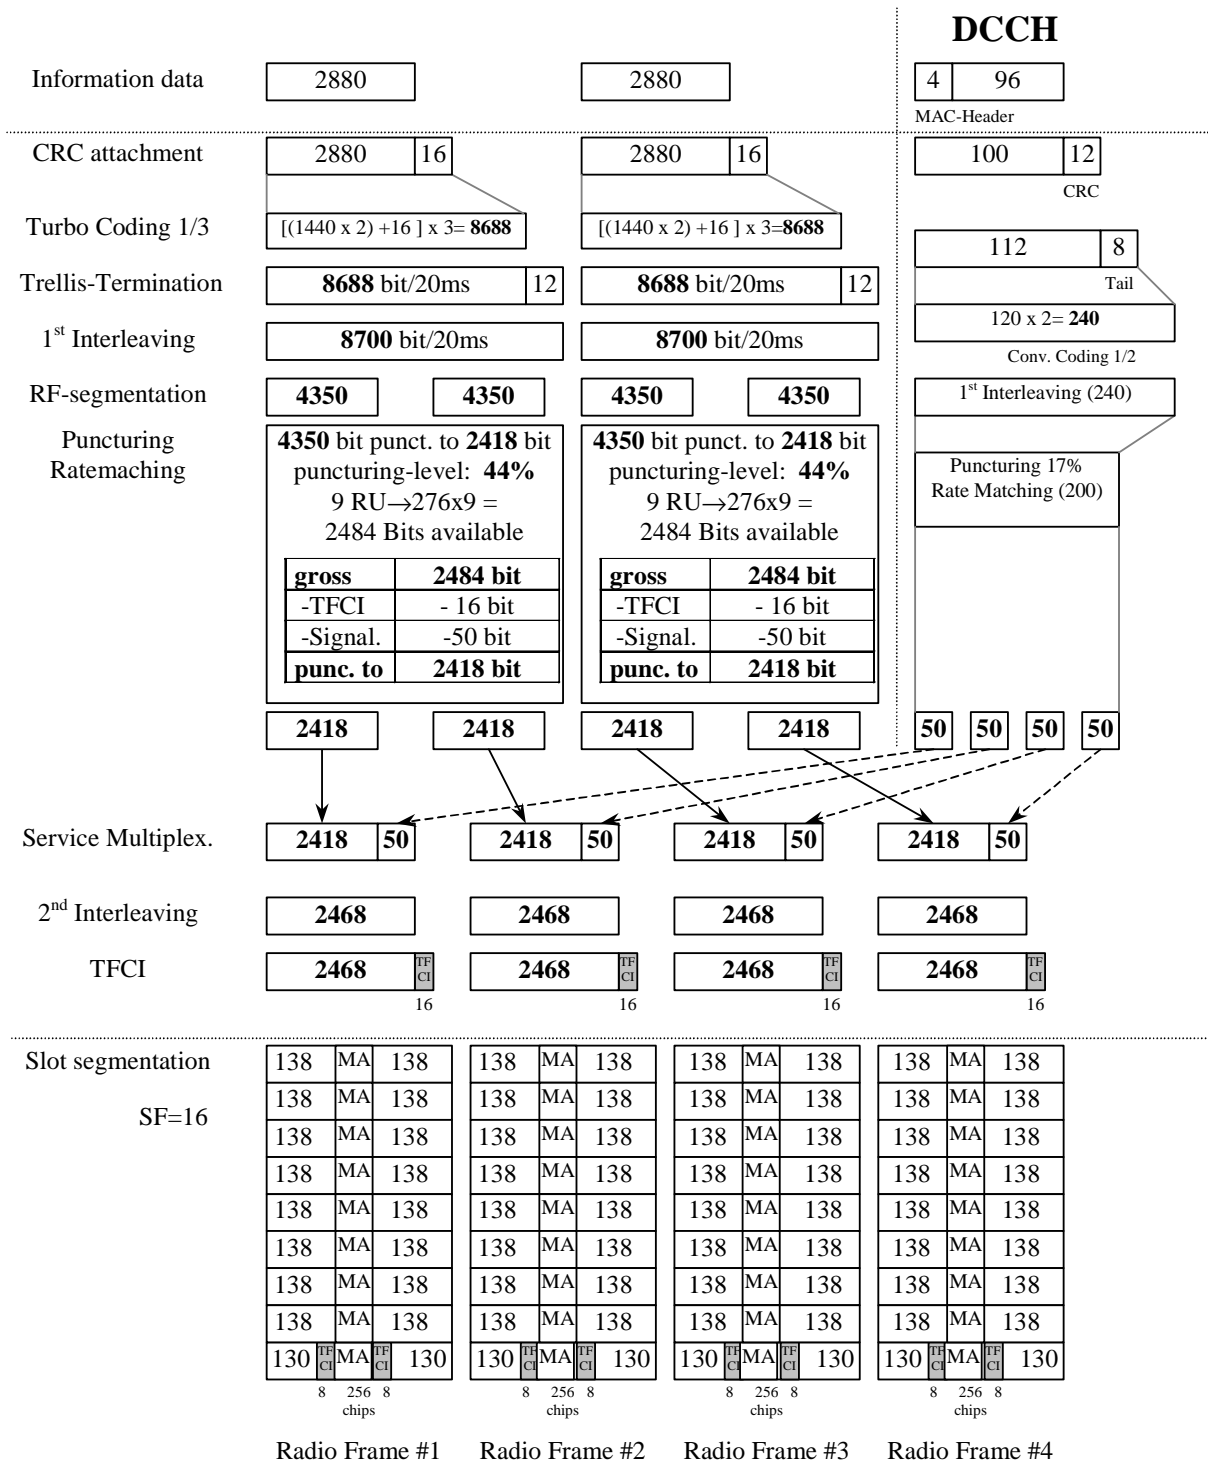 DCCH
Information data 2880 2880 4 96
MAC-Header
CRC attachment 2880 16 2880 16 100 12
CRC
Turbo Coding 1/3 [(1440 x 2) +16 ] x 3= 8688 [(1440 x 2) +16 ] x 3=8688
112 8
Tail
Trellis-Termination 8688 bit/20ms 12 8688 bit/20ms 12
120 x 2= 240
Conv. Coding 1/2
1st Interleaving 8700 bit/20ms 8700 bit/20ms
RF-segmentation 4350 4350 4350 4350 1st Interleaving (240)
Puncturing
Ratemaching
4350 bit punct. to 2418 bit
puncturing-level: 44%
9 RU→276x9 =
2484 Bits available
gross 2484 bit
-TFCI - 16 bit
-Signal. -50 bit
punc. to 2418 bit
4350 bit punct. to 2418 bit
puncturing-level: 44%
9 RU→276x9 =
2484 Bits available
gross 2484 bit
-TFCI - 16 bit
-Signal. -50 bit
punc. to 2418 bit
Puncturing 17%
Rate Matching (200)
2418 2418 2418 2418 50 50 50 50
Service Multiplex. 2418 50 2418 50 2418 50 2418 50
2nd Interleaving 2468 2468 2468 2468
TFCI 2468 TF CI 2468 TF CI 2468 TF CI 2468 TF CI
16 16 16 16
Slot segmentation 138 MA 138 138 MA 138 138 MA 138 138 MA 138
SF=16 138 MA 138 138 MA 138 138 MA 138 138 MA 138
138 MA 138 138 MA 138 138 MA 138 138 MA 138
138 MA 138 138 MA 138 138 MA 138 138 MA 138
138 MA 138 138 MA 138 138 MA 138 138 MA 138
138 MA 138 138 MA 138 138 MA 138 138 MA 138
138 MA 138 138 MA 138 138 MA 138 138 MA 138
138 MA 138 138 MA 138 138 MA 138 138 MA 138
130 TF CI MA TF CI 130 130 TF CI MA TF CI 130 130 TF CI MA TF CI 130 130 TF CI MA TF CI 130
8 256 8 8 256 8 8 256 8 8 256 8
chips chips chips chips
Radio Frame #1 Radio Frame #2 Radio Frame #3 Radio Frame #4